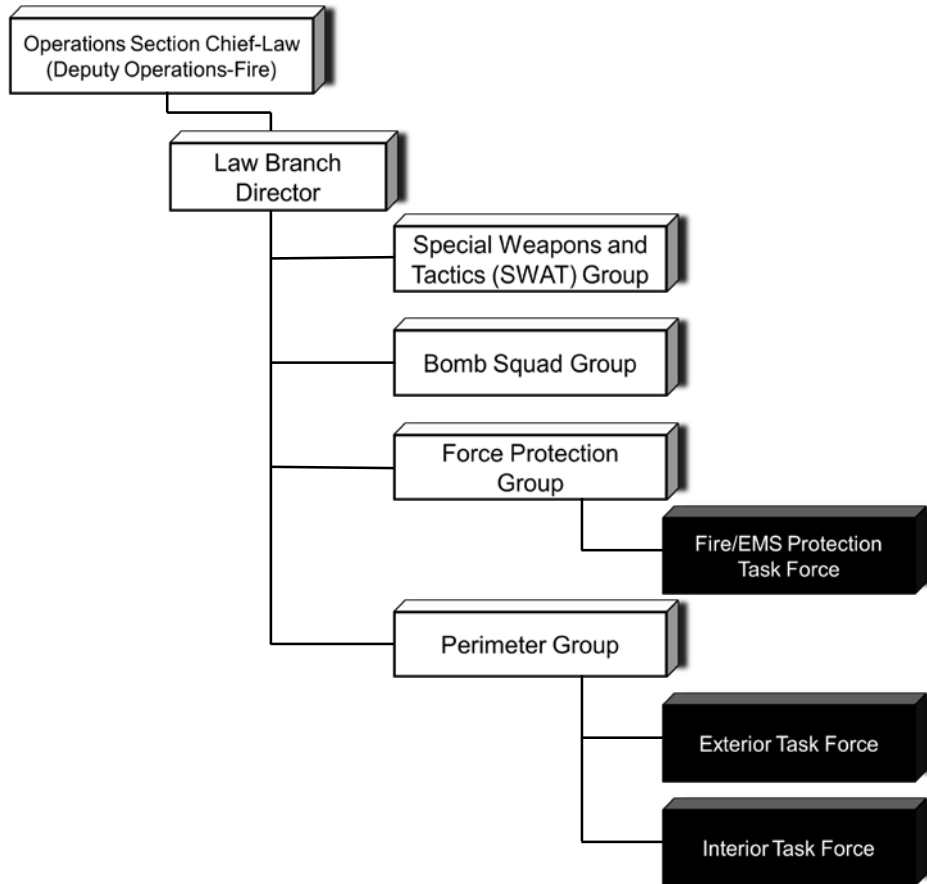 Operations Section Chief-Law
(Deputy Operations-Fire)
Law Branch
Director
Special Weapons and
Tactics (SWAT) Group
Bomb Squad Group
Force Protection
Group
Fire/EMS Protection
Task Force
Perimeter Group
Exterior Task Force
Interior Task Force